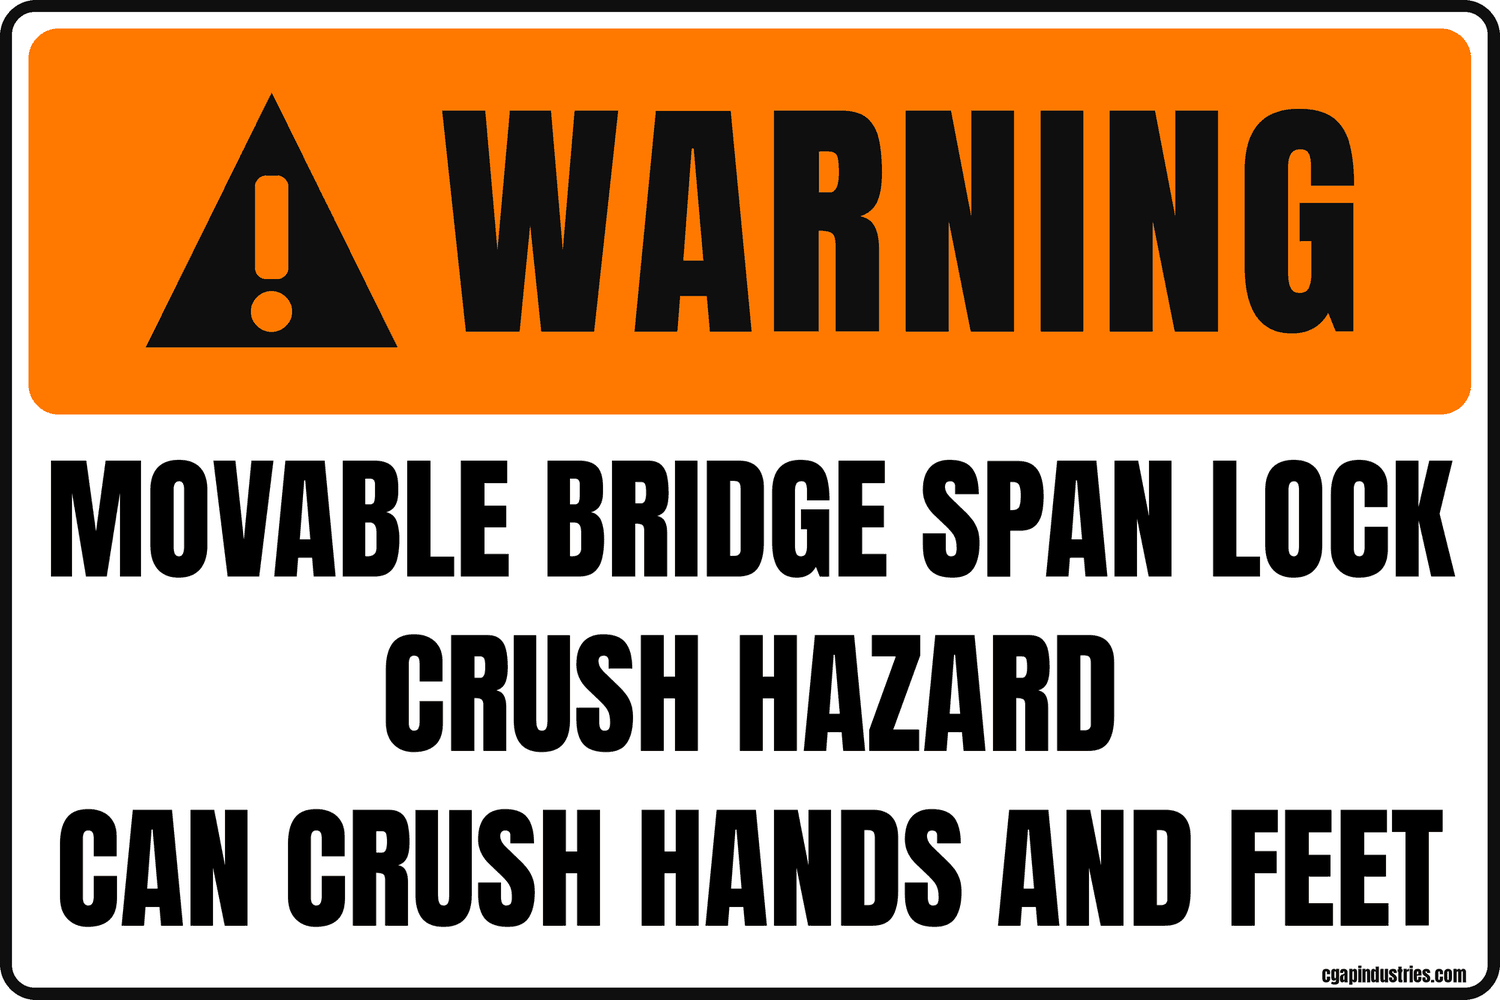 WARNING
MOVABLE BRIDGE SPAN LOCK
CRUSH HAZARD
CAN CRUSH HANDS AND FEET
cgapindustries.com